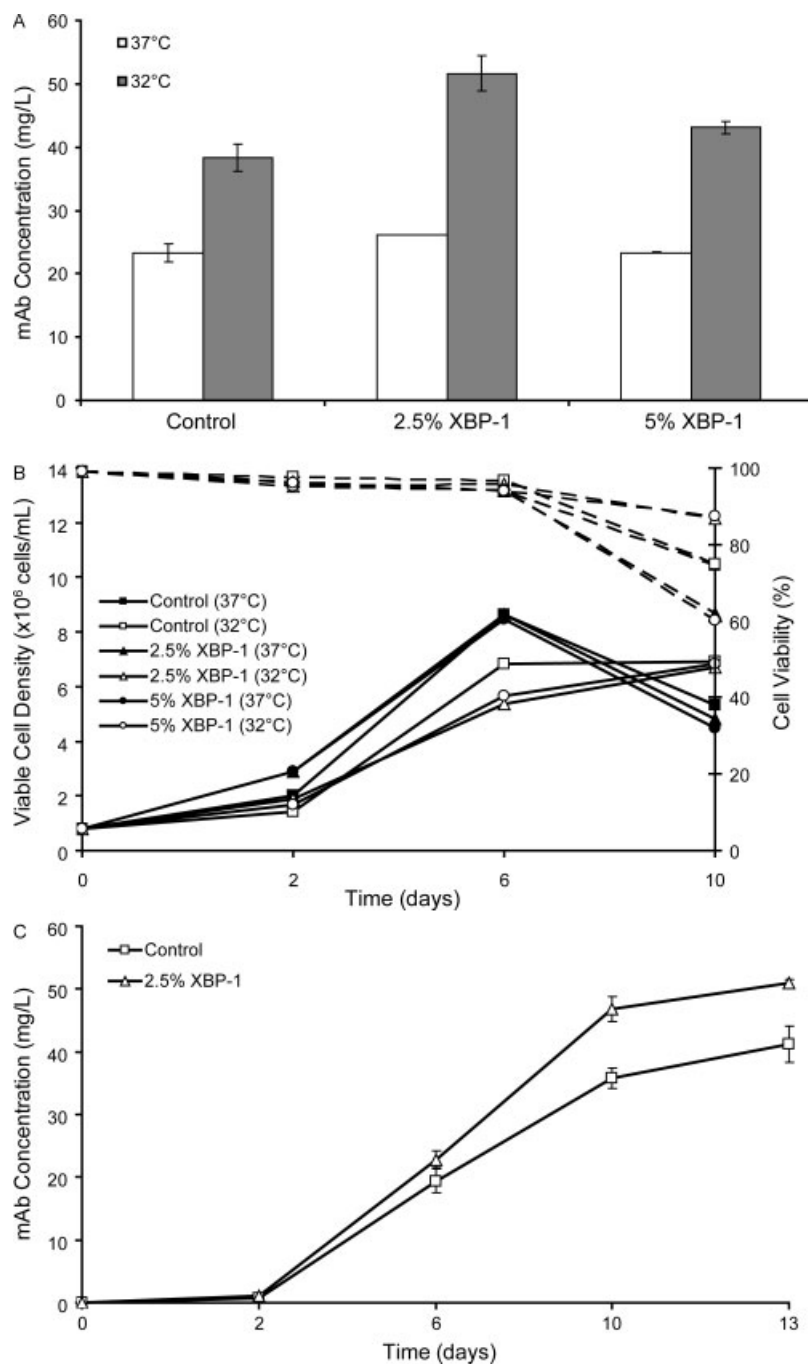 A
37°C
32°C
mAb Concentration (mg/L)
60
50
40
30
20
10
0
Control 2.5% XBP-1 5% XBP-1
B
Viable Cell Density (x10⁶ cells/mL)
14
12
10
8
6
4
2
0
Control (37°C)
Control (32°C)
2.5% XBP-1 (37°C)
2.5% XBP-1 (32°C)
5% XBP-1 (37°C)
5% XBP-1 (32°C)
100
80
60
40
20
0
Cell Viability (%)
0 2 6 10
Time (days)
C
Control
2.5% XBP-1
mAb Concentration (mg/L)
60
50
40
30
20
10
0
0 2 6 10 13
Time (days)